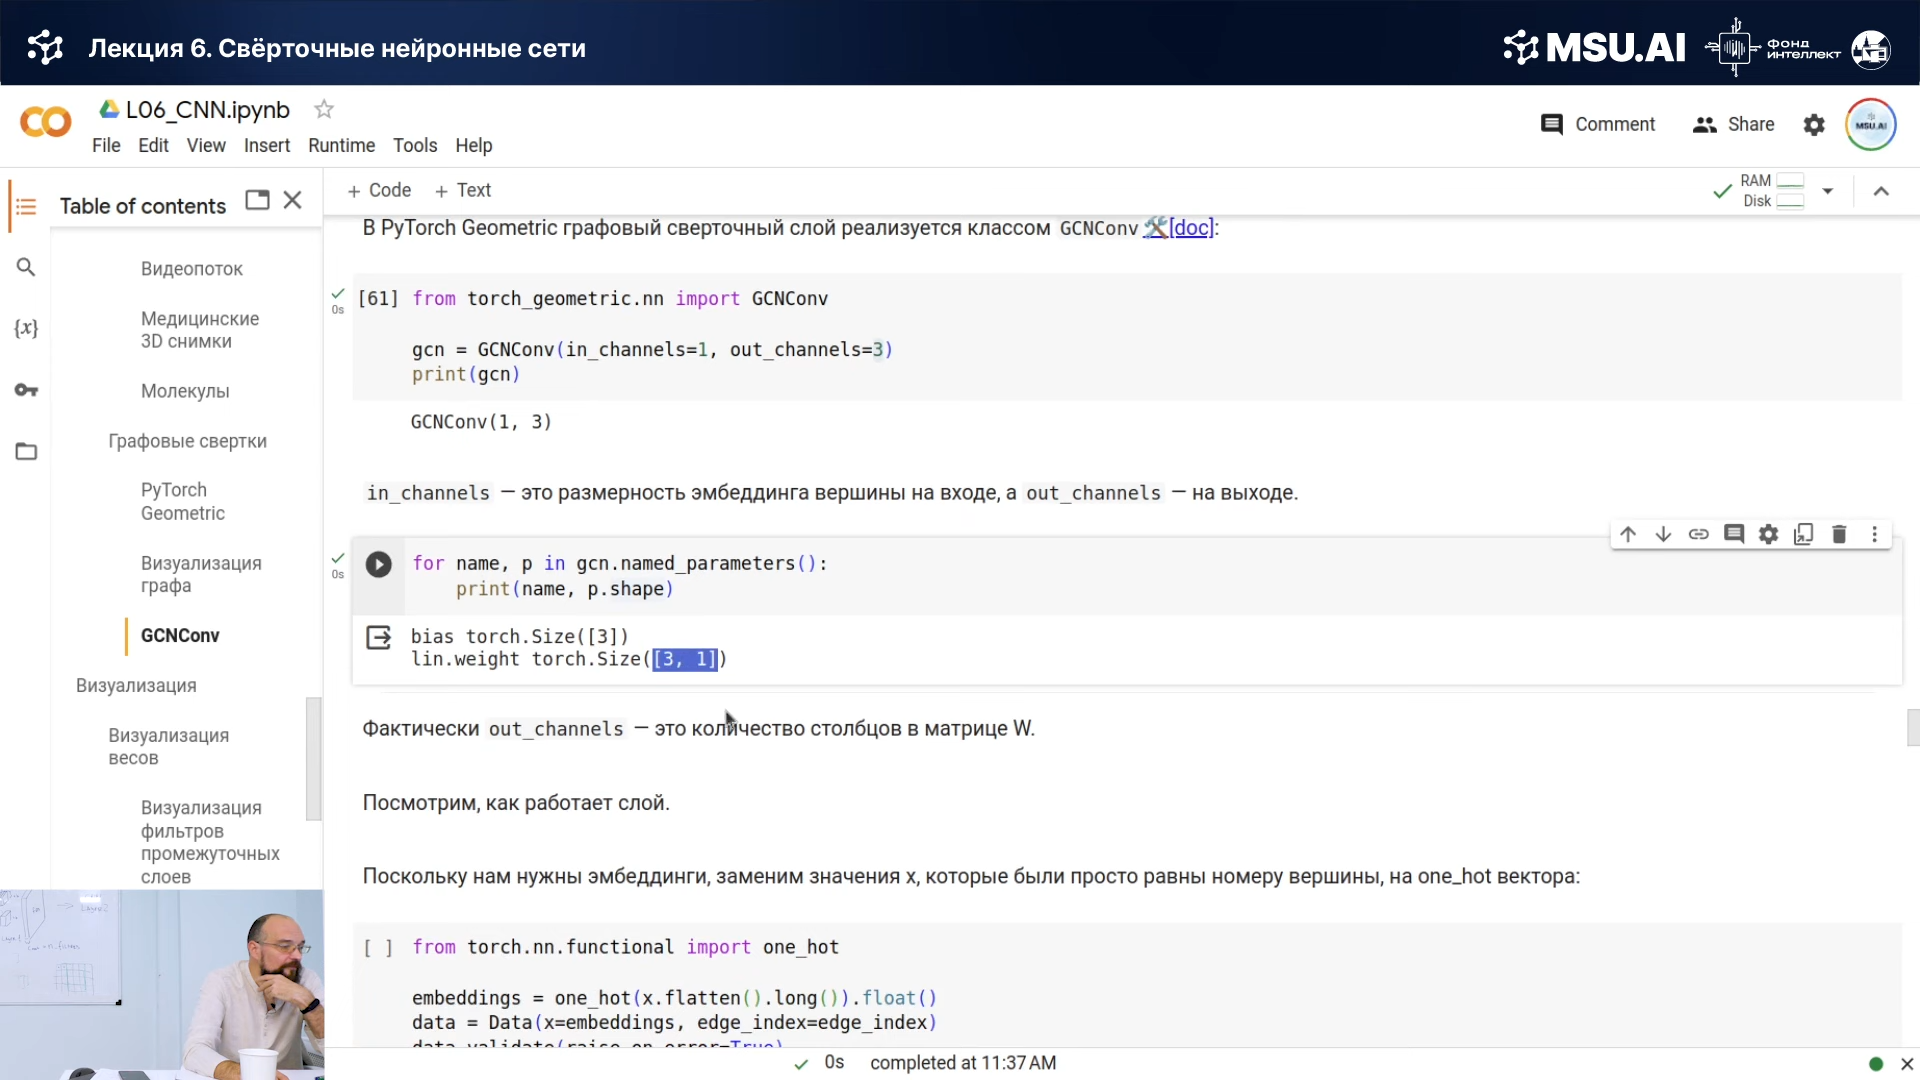 Лекция 6. Свёрточные нейронные сети
MSU.AI
ФОНД
ИНТЕЛЛЕКТ
L06_CNN.ipynb
Comment
Share
MSU.AI
File Edit View Insert Runtime Tools Help
Table of contents
+ Code + Text
RAM
Disk
Видеопоток
Медицинские
3D снимки
Молекулы
Графовые свертки
PyTorch
Geometric
Визуализация
графа
GCNConv
Визуализация
Визуализация
весов
Визуализация
фильтров
промежуточных
слоев
{x}
В PyTorch Geometric графовый сверточный слой реализуется классом GCNConv 🛠️[doc]:
0s
[61] from torch_geometric.nn import GCNConv
gcn = GCNConv(in_channels=1, out_channels=3)
print(gcn)
GCNConv(1, 3)
in_channels — это размерность эмбеддинга вершины на входе, а out_channels — на выходе.
0s
for name, p in gcn.named_parameters():
print(name, p.shape)
bias torch.Size([3])
lin.weight torch.Size([3, 1])
Фактически out_channels — это количество столбцов в матрице W.
Посмотрим, как работает слой.
Поскольку нам нужны эмбеддинги, заменим значения x, которые были просто равны номеру вершины, на one_hot вектора:
[ ] from torch.nn.functional import one_hot
embeddings = one_hot(x.flatten().long()).float()
data = Data(x=embeddings, edge_index=edge_index)
data.validate(raise_on_error=True)
0s completed at 11:37 AM